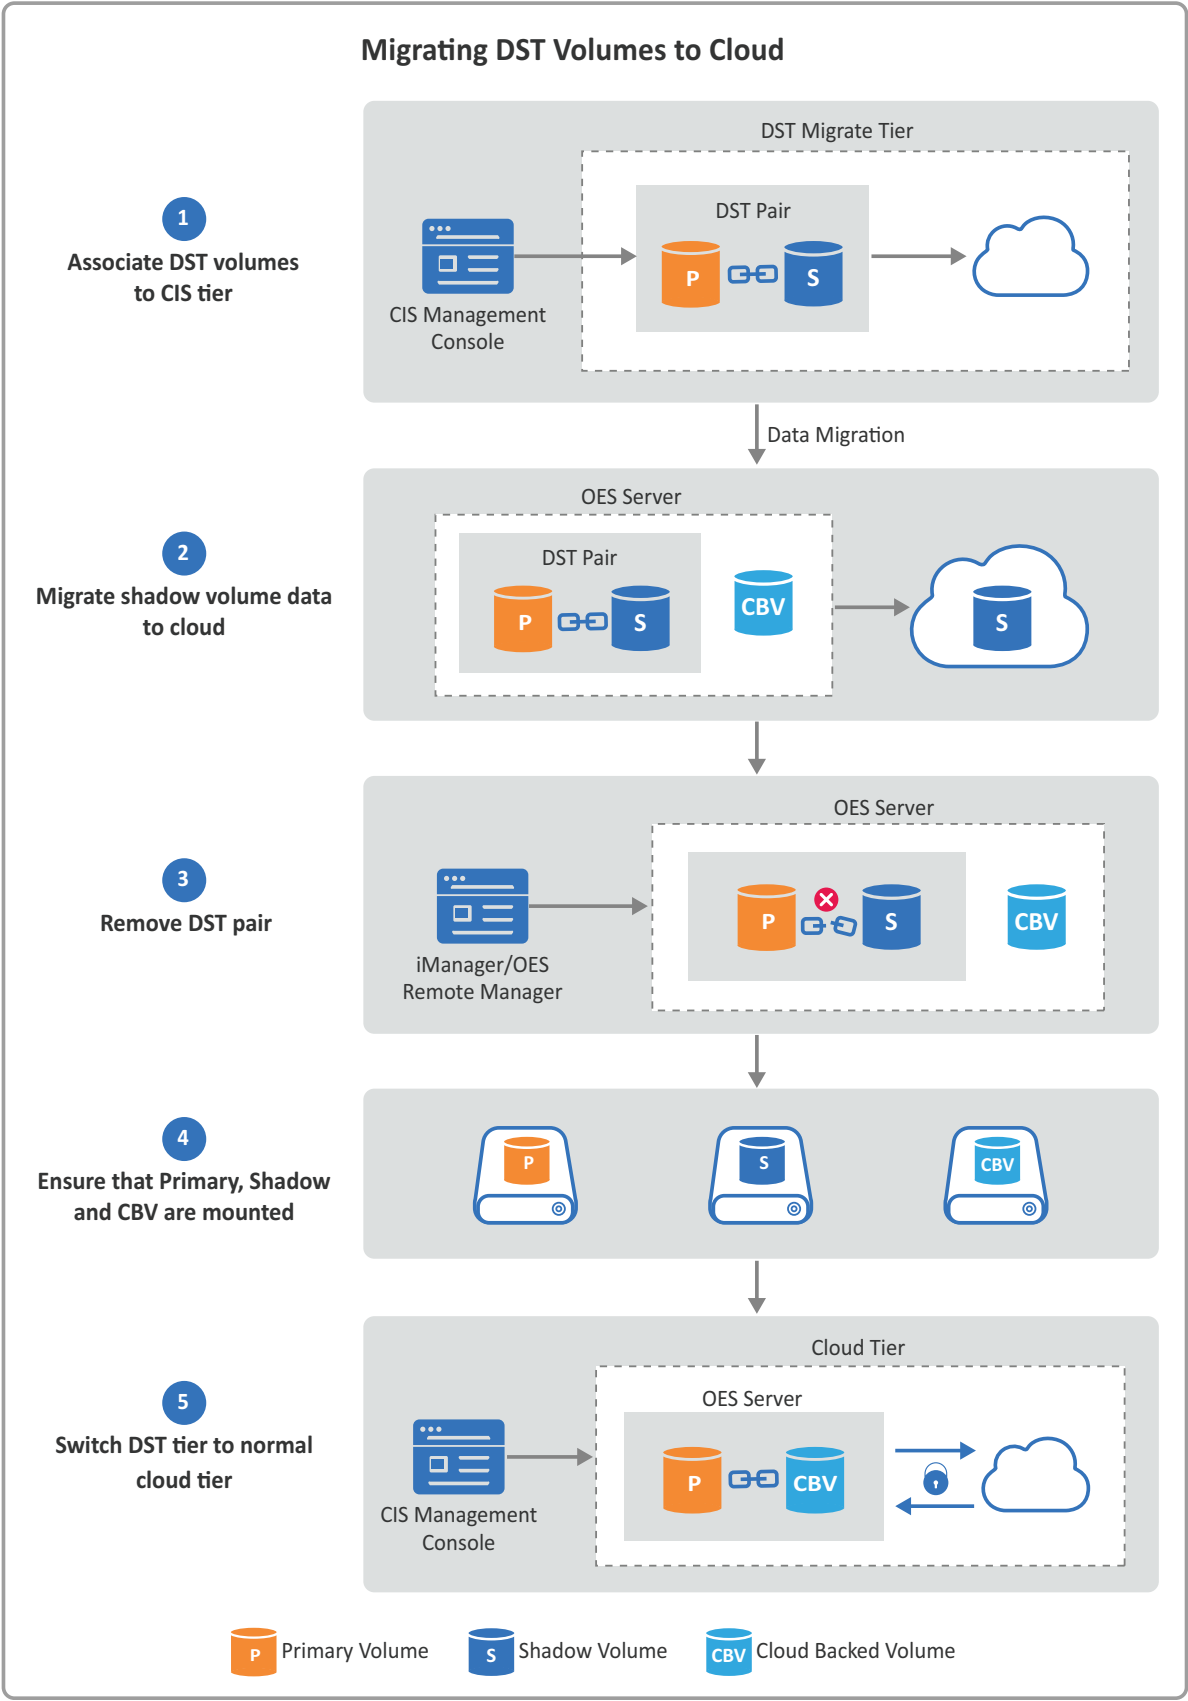 Migrating DST Volumes to Cloud
1
Associate DST volumes
to CIS tier
DST Migrate Tier
DST Pair
P
S
CIS Management
Console
Data Migration
2
Migrate shadow volume data
to cloud
OES Server
DST Pair
P
S
CBV
S
3
Remove DST pair
OES Server
P
S
CBV
iManager/OES
Remote Manager
4
Ensure that Primary, Shadow
and CBV are mounted
P
S
CBV
5
Switch DST tier to normal
cloud tier
Cloud Tier
OES Server
P
CBV
CIS Management
Console
P Primary Volume
S Shadow Volume
CBV Cloud Backed Volume